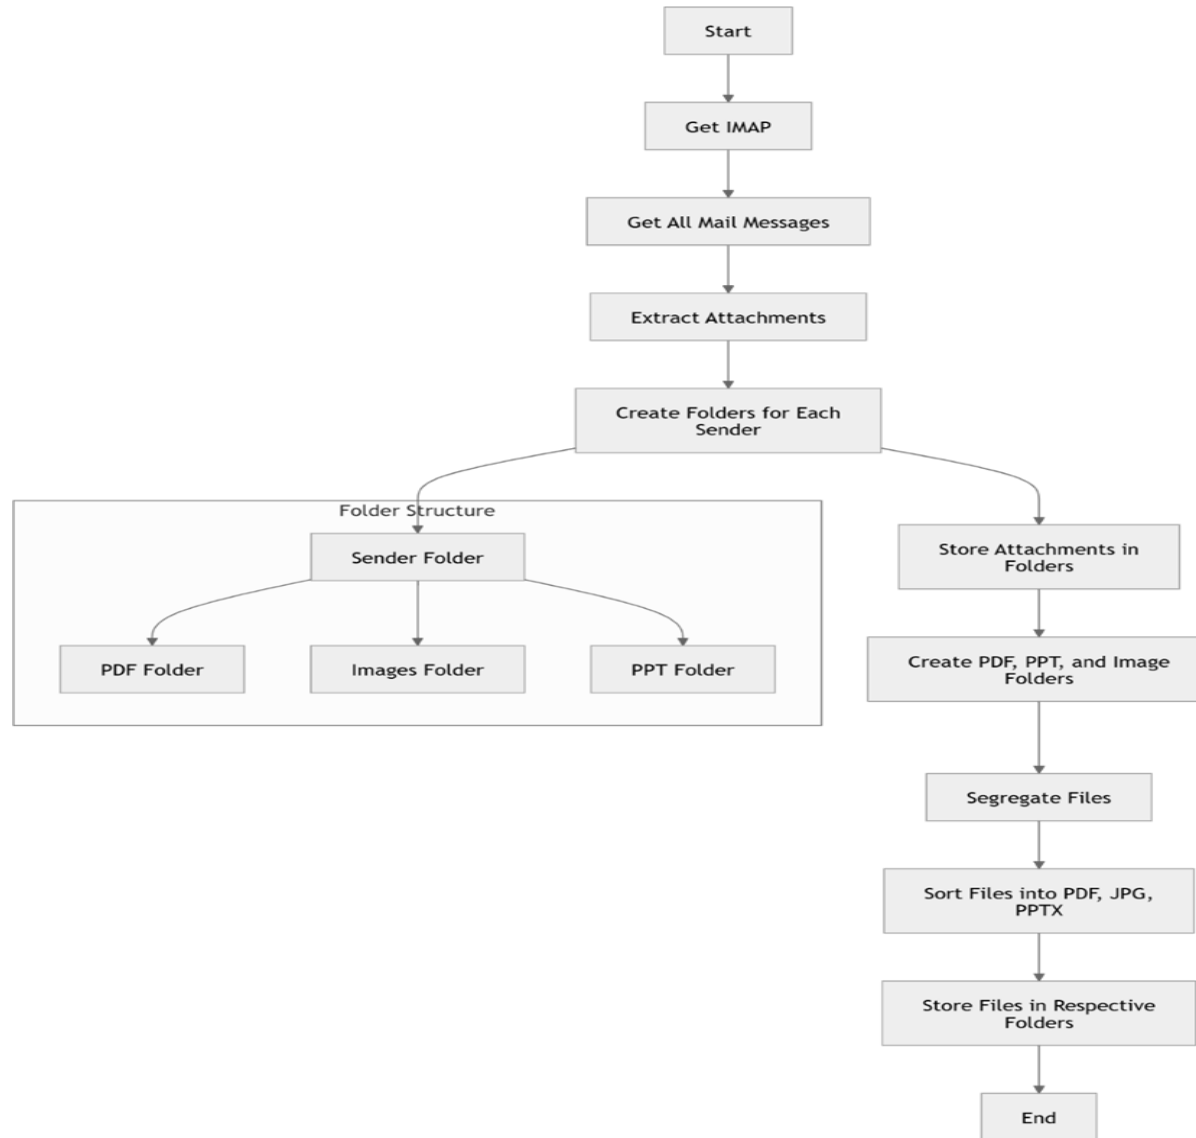 Start
Get IMAP
Get All Mail Messages
Extract Attachments
Create Folders for Each
Sender
Folder Structure
Sender Folder
PDF Folder
Images Folder
PPT Folder
Store Attachments in
Folders
Create PDF, PPT, and Image
Folders
Segregate Files
Sort Files into PDF, JPG,
PPTX
Store Files in Respective
Folders
End